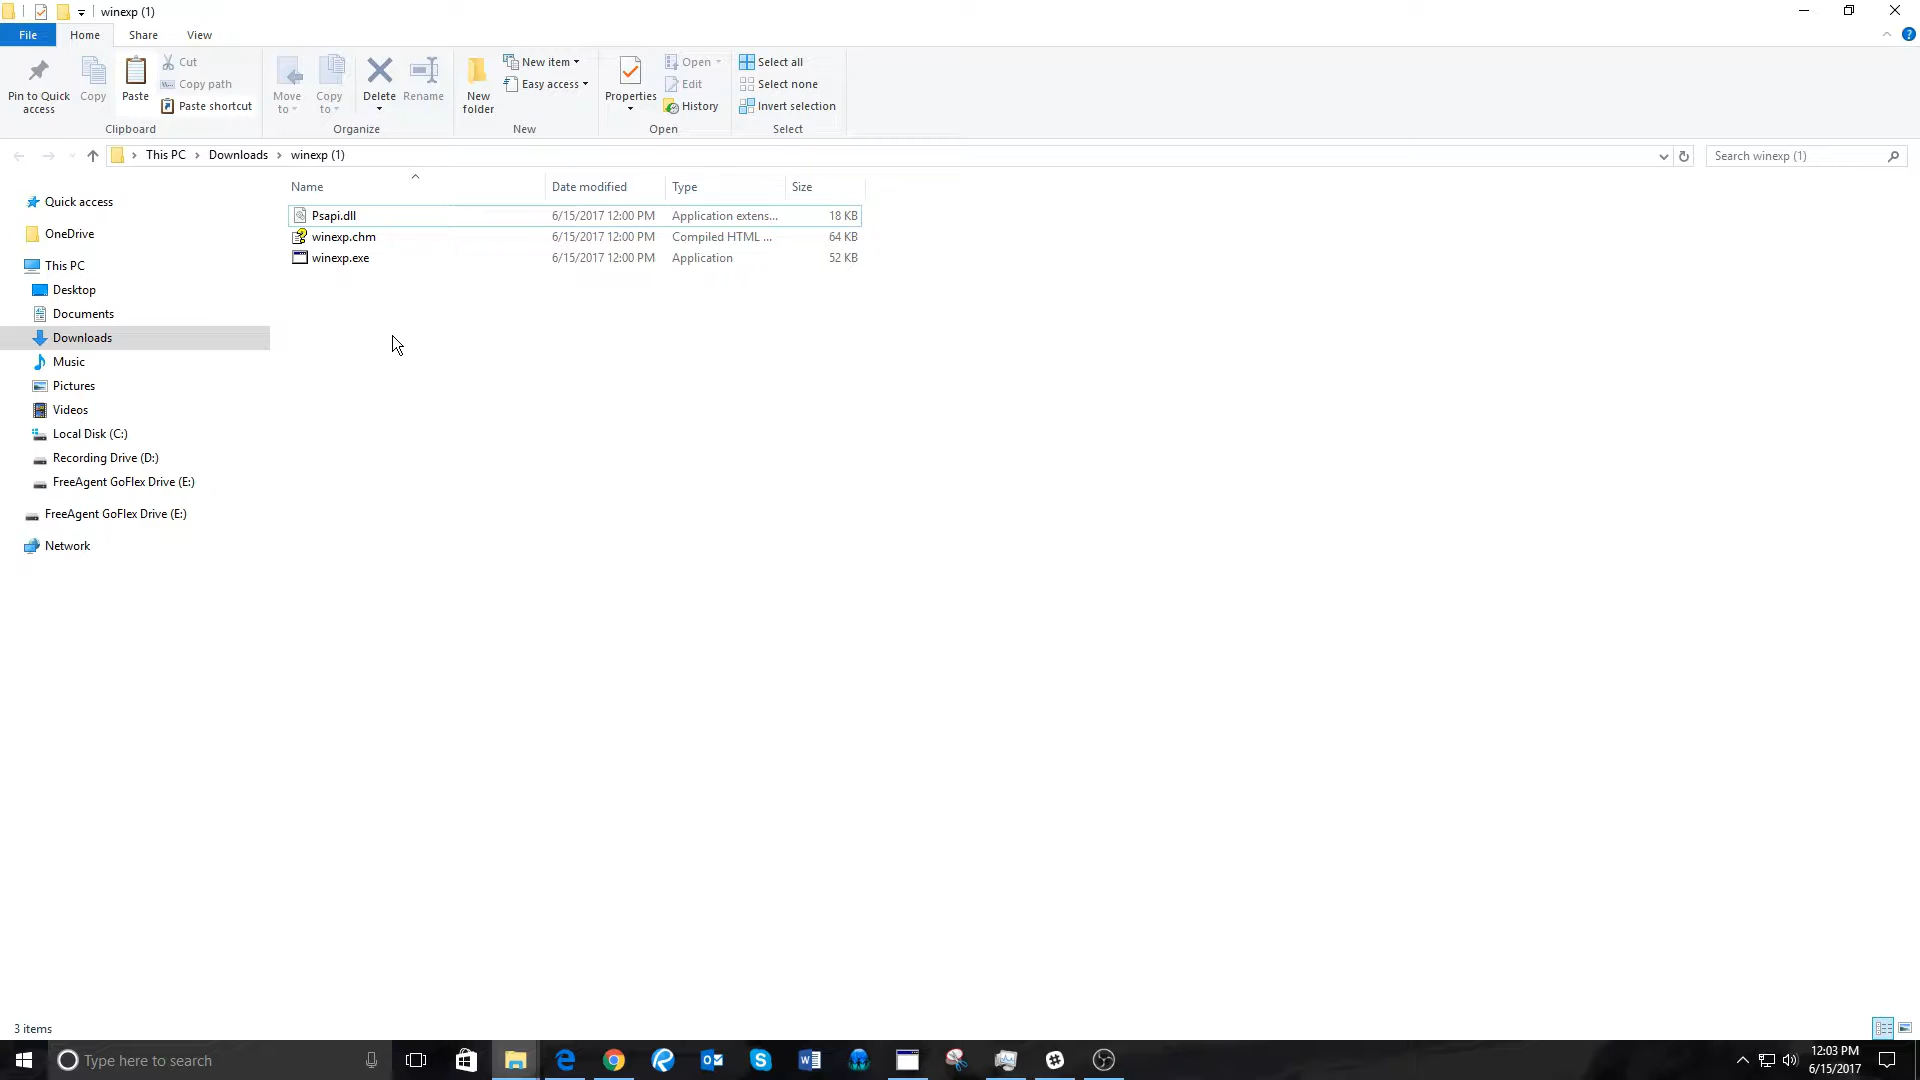 winexp (1)
File Home Share View
Pin to Quick access
Copy
Paste
Cut
Copy path
Paste shortcut
Clipboard
Move to
Copy to
Delete
Rename
Organize
New folder
New item
Easy access
New
Properties
Open
Edit
History
Open
Select all
Select none
Invert selection
Select
This PC > Downloads > winexp (1)
Search winexp (1)
Name Date modified Type Size
Psapi.dll 6/15/2017 12:00 PM Application extens... 18 KB
winexp.chm 6/15/2017 12:00 PM Compiled HTML ... 64 KB
winexp.exe 6/15/2017 12:00 PM Application 52 KB
Quick access
OneDrive
This PC
Desktop
Documents
Downloads
Music
Pictures
Videos
Local Disk (C:)
Recording Drive (D:)
FreeAgent GoFlex Drive (E:)
FreeAgent GoFlex Drive (E:)
Network
3 items
Type here to search
12:03 PM
6/15/2017